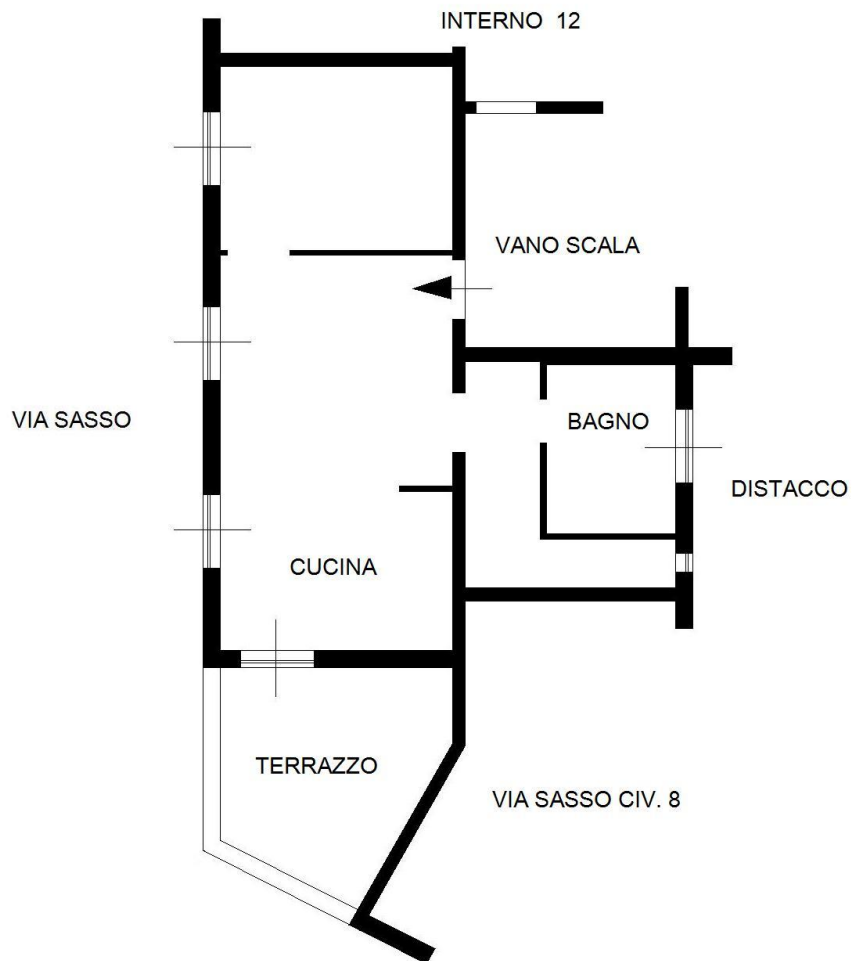 INTERNO 12
VANO SCALA
VIA SASSO
BAGNO
DISTACCO
CUCINA
TERRAZZO
VIA SASSO CIV. 8